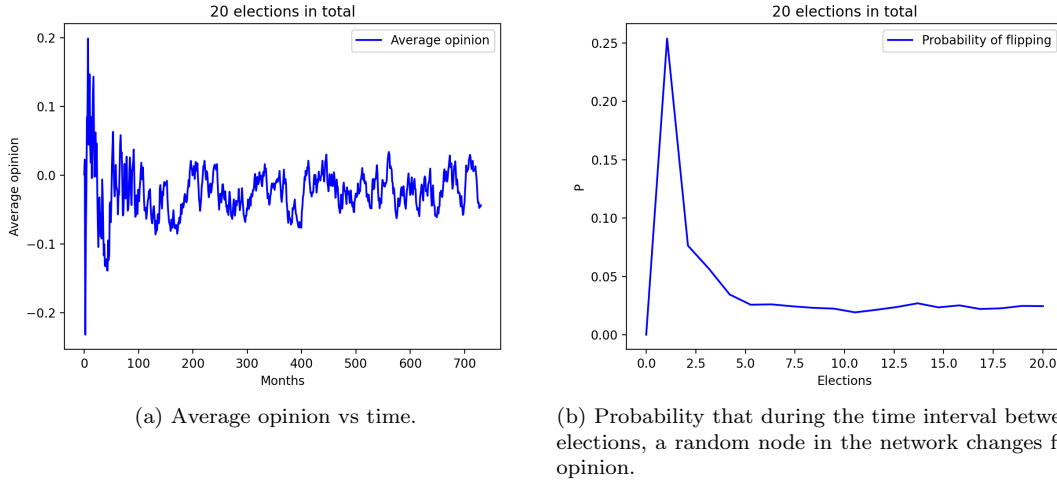 20 elections in total
Average opinion
0.2
0.1
0.0
−0.1
−0.2
Average opinion
0 100 200 300 400 500 600 700
Months
(a) Average opinion vs time.
20 elections in total
Probability of flipping
0.25
0.20
0.15
0.10
0.05
0.00
P
0.0 2.5 5.0 7.5 10.0 12.5 15.0 17.5 20.0
Elections
(b) Probability that during the time interval betwe
elections, a random node in the network changes f
opinion.